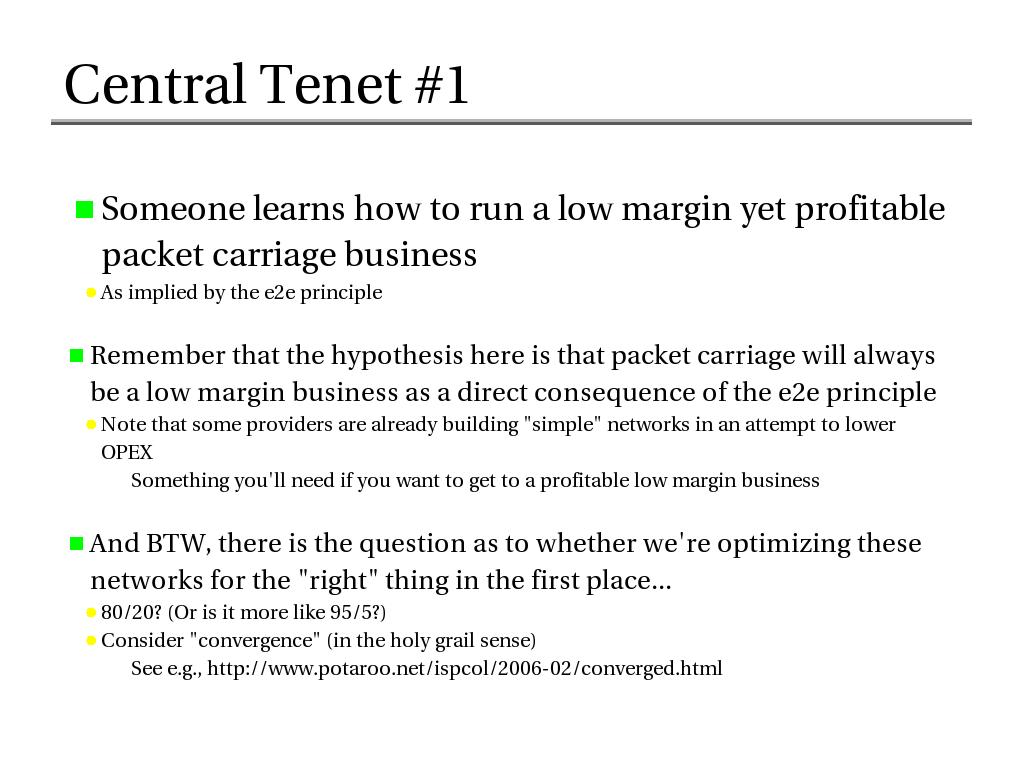 Central Tenet #1
Someone learns how to run a low margin yet profitable
packet carriage business
As implied by the e2e principle
Remember that the hypothesis here is that packet carriage will always
be a low margin business as a direct consequence of the e2e principle
Note that some providers are already building "simple" networks in an attempt to lower
OPEX
Something you'll need if you want to get to a profitable low margin business
And BTW, there is the question as to whether we're optimizing these
networks for the "right" thing in the first place...
80/20? (Or is it more like 95/5?)
Consider "convergence" (in the holy grail sense)
See e.g., http://www.potaroo.net/ispcol/2006-02/converged.html